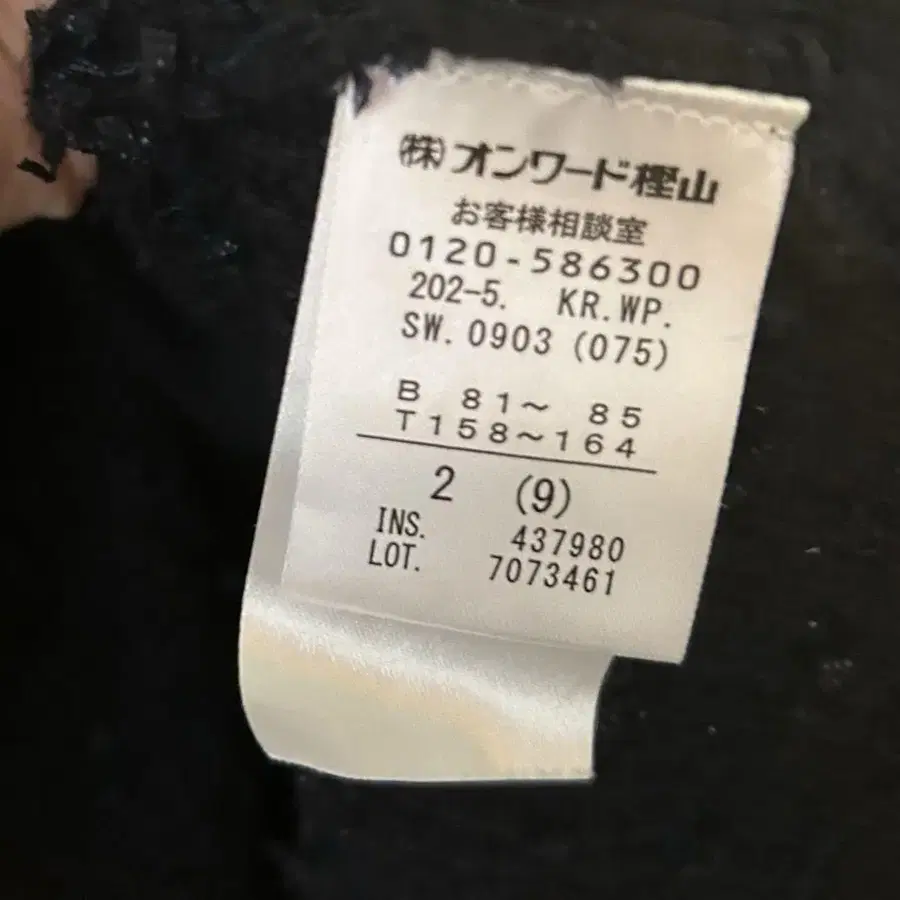 ㈱オンワード樫山
お客様相談室
0120-586300
202-5. KR.WP.
SW. 0903 (075)
B 81〜 85
T158〜164
2 (9)
INS. 437980
LOT. 7073461